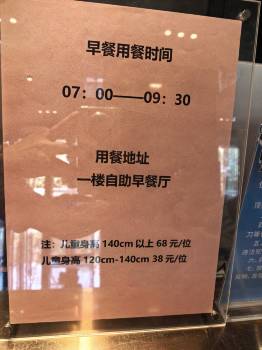 早餐用餐时间
07：00——09：30
用餐地址
一楼自助早餐厅
注：儿童身高 140cm 以上 68 元/位
儿童身高 120cm-140cm 38 元/位